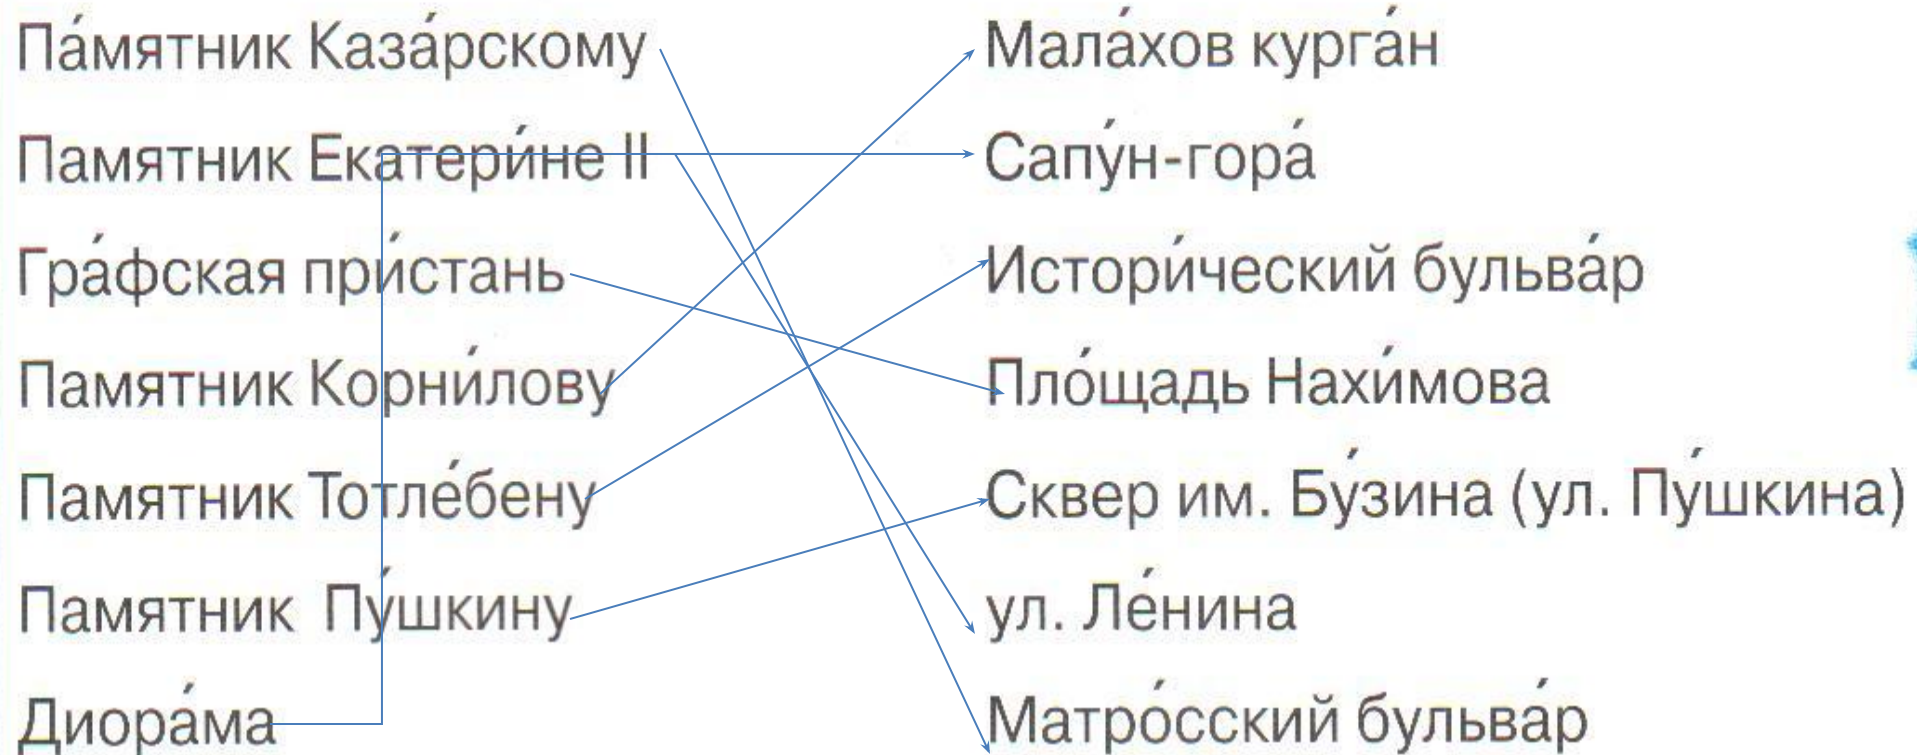 Па́мятник Каза́рскому
Памятник Екатери́не II
Гра́фская при́стань
Памятник Корни́лову
Памятник Тотле́бену
Памятник Пу́шкину
Диора́ма
Мала́хов курга́н
Сапу́н-гора́
Истори́ческий бульва́р
Пло́щадь Нахи́мова
Сквер им. Бу́зина (ул. Пу́шкина)
ул. Ле́нина
Матро́сский бульва́р